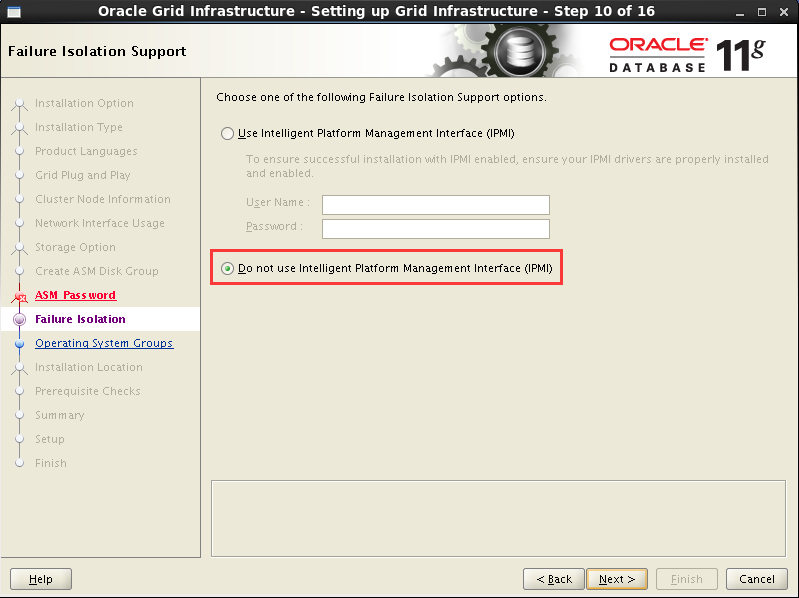 Oracle Grid Infrastructure - Setting up Grid Infrastructure - Step 10 of 16
Failure Isolation Support
ORACLE
DATABASE
11g
Installation Option
Installation Type
Product Languages
Grid Plug and Play
Cluster Node Information
Network Interface Usage
Storage Option
Create ASM Disk Group
ASM Password
Failure Isolation
Operating System Groups
Installation Location
Prerequisite Checks
Summary
Setup
Finish
Choose one of the following Failure Isolation Support options.
Use Intelligent Platform Management Interface (IPMI)
To ensure successful installation with IPMI enabled, ensure your IPMI drivers are properly installed
and enabled.
User Name :
Password :
Do not use Intelligent Platform Management Interface (IPMI)
Help
< Back
Next >
Finish
Cancel